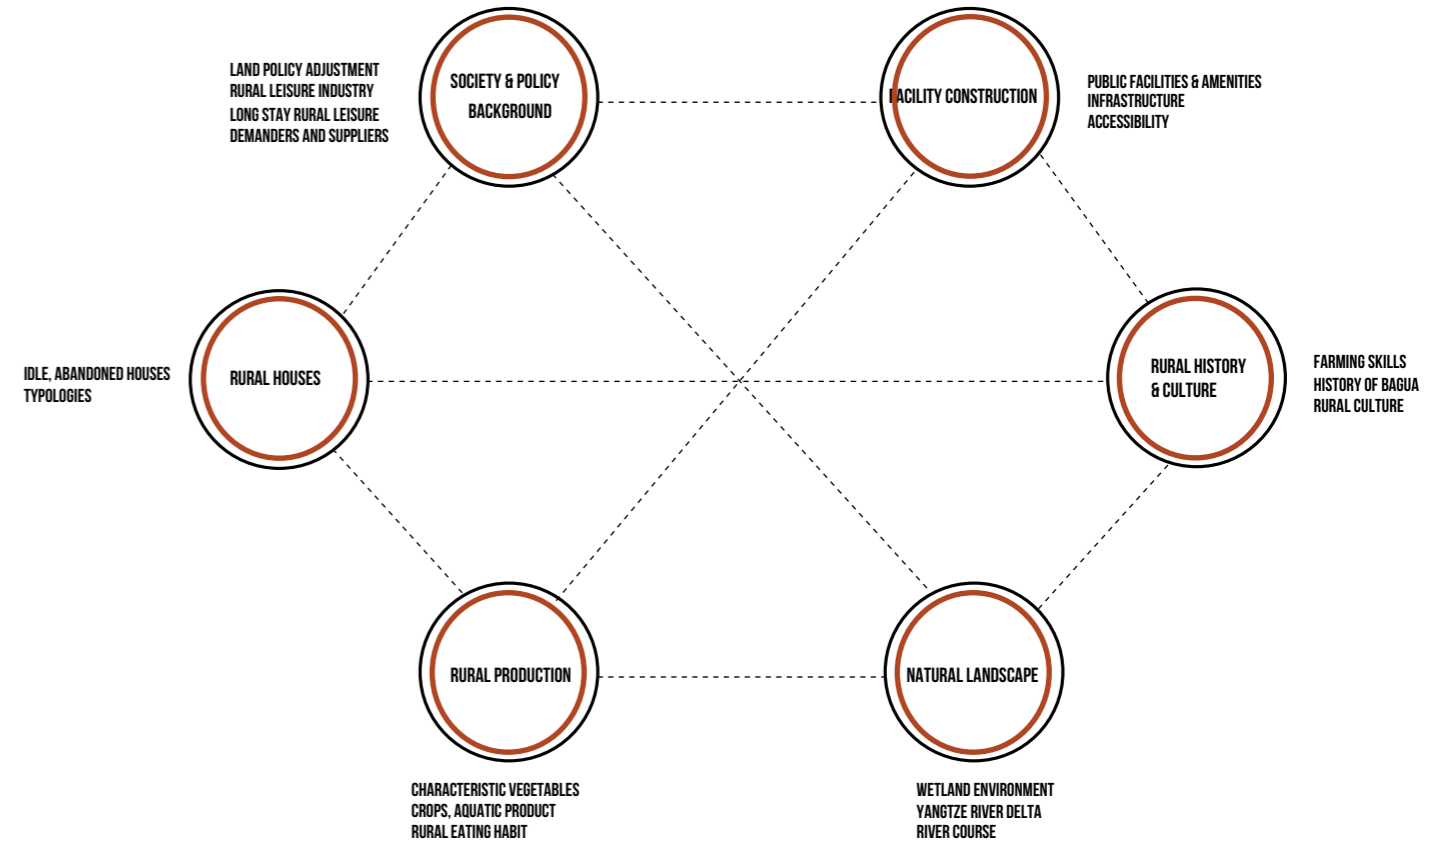 LAND POLICY ADJUSTMENT
RURAL LEISURE INDUSTRY
LONG STAY RURAL LEISURE
DEMANDERS AND SUPPLIERS
SOCIETY & POLICY
BACKGROUND
FACILITY CONSTRUCTION
PUBLIC FACILITIES & AMENITIES
INFRASTRUCTURE
ACCESSIBILITY
IDLE, ABANDONED HOUSES
TYPOLOGIES
RURAL HOUSES
RURAL HISTORY
& CULTURE
FARMING SKILLS
HISTORY OF BAGUA
RURAL CULTURE
RURAL PRODUCTION
NATURAL LANDSCAPE
CHARACTERISTIC VEGETABLES
CROPS, AQUATIC PRODUCT
RURAL EATING HABIT
WETLAND ENVIRONMENT
YANGTZE RIVER DELTA
RIVER COURSE